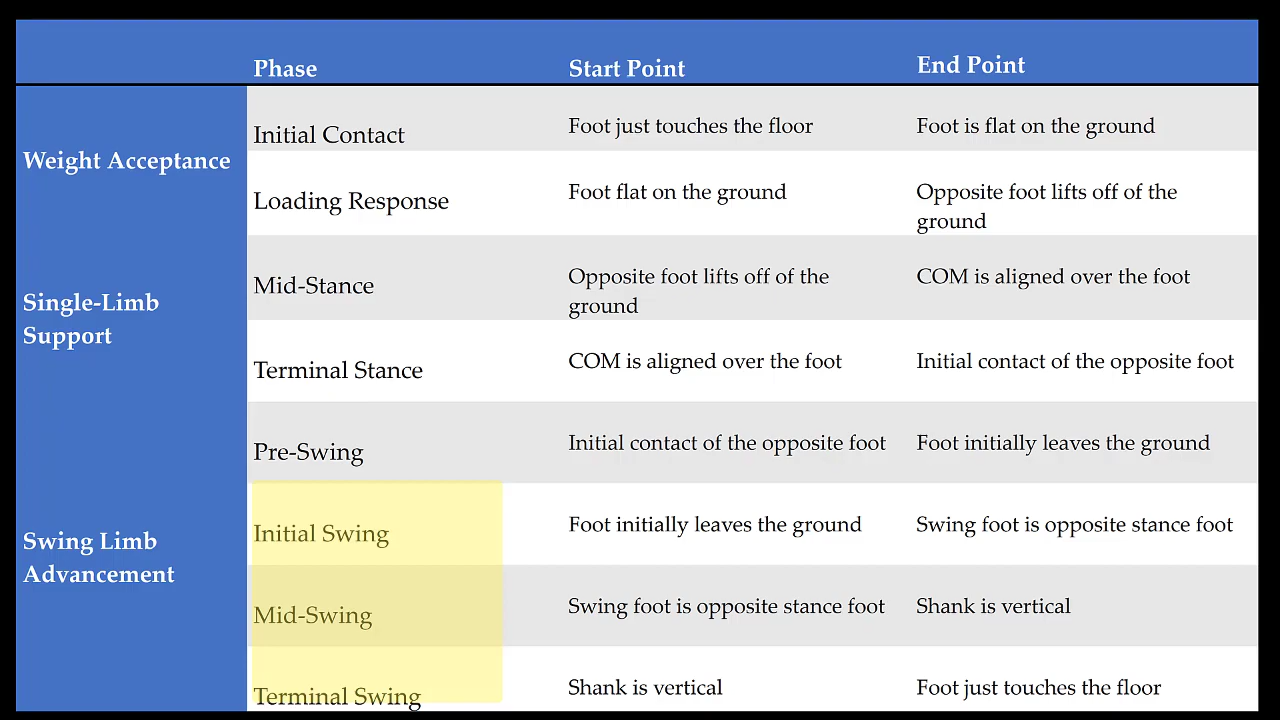 Phase Start Point End Point
Weight Acceptance
Initial Contact Foot just touches the floor Foot is flat on the ground
Loading Response Foot flat on the ground Opposite foot lifts off of the
ground
Single-Limb
Support
Mid-Stance Opposite foot lifts off of the COM is aligned over the foot
ground
Terminal Stance COM is aligned over the foot Initial contact of the opposite foot
Swing Limb
Advancement
Pre-Swing Initial contact of the opposite foot Foot initially leaves the ground
Initial Swing Foot initially leaves the ground Swing foot is opposite stance foot
Mid-Swing Swing foot is opposite stance foot Shank is vertical
Terminal Swing Shank is vertical Foot just touches the floor